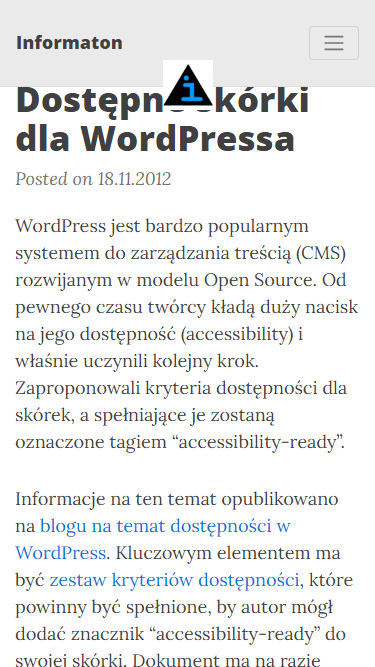 Informaton
i
Dostępne skórki
dla WordPressa
Posted on 18.11.2012
WordPress jest bardzo popularnym
systemem do zarządzania treścią (CMS)
rozwijanym w modelu Open Source. Od
pewnego czasu twórcy kładą duży nacisk
na jego dostępność (accessibility) i
właśnie uczynili kolejny krok.
Zaproponowali kryteria dostępności dla
skórek, a spełniające je zostaną
oznaczone tagiem “accessibility-ready”.
Informacje na ten temat opublikowano
na blogu na temat dostępności w
WordPress. Kluczowym elementem ma
być zestaw kryteriów dostępności, które
powinny być spełnione, by autor mógł
dodać znacznik “accessibility-ready” do
swojej skórki. Dokument ma na razie